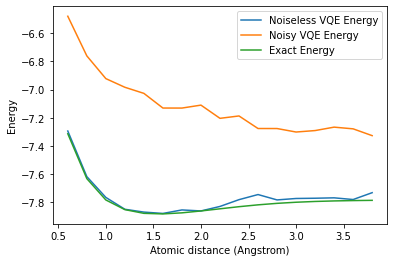 Noiseless VQE Energy
Noisy VQE Energy
Exact Energy
Energy
−6.6
−6.8
−7.0
−7.2
−7.4
−7.6
−7.8
0.5 1.0 1.5 2.0 2.5 3.0 3.5
Atomic distance (Angstrom)